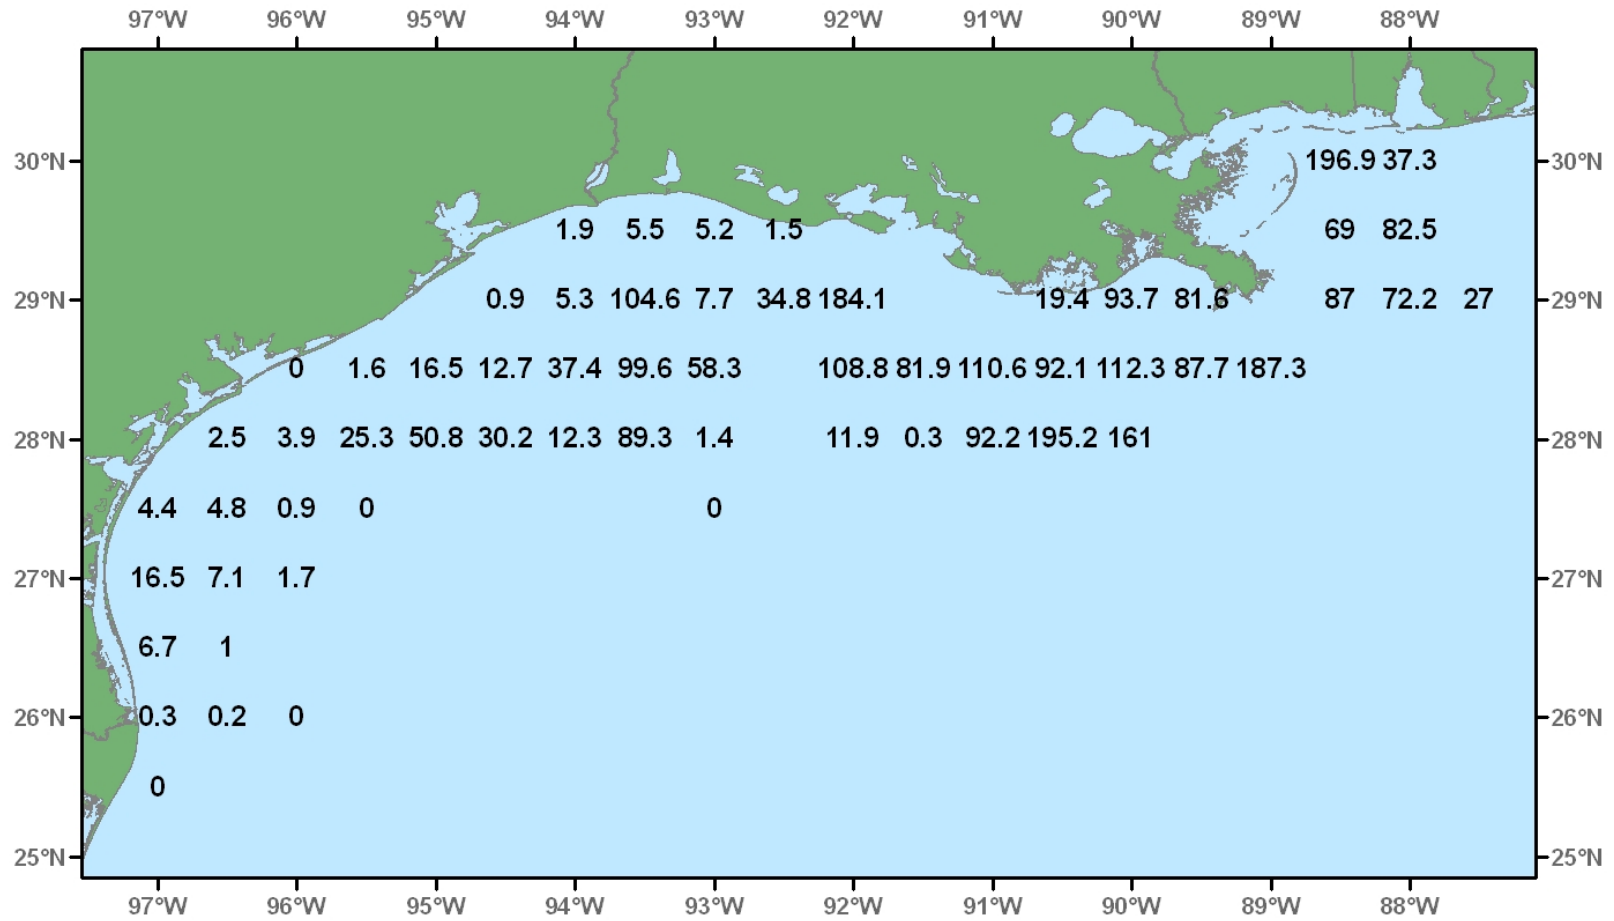 97°W 96°W 95°W 94°W 93°W 92°W 91°W 90°W 89°W 88°W
30°N 196.9 37.3 30°N
1.9 5.5 5.2 1.5 69 82.5
29°N 0.9 5.3 104.6 7.7 34.8 184.1 19.4 93.7 81.6 87 72.2 27 29°N
0 1.6 16.5 12.7 37.4 99.6 58.3 108.8 81.9 110.6 92.1 112.3 87.7 187.3
28°N 2.5 3.9 25.3 50.8 30.2 12.3 89.3 1.4 11.9 0.3 92.2 195.2 161 28°N
4.4 4.8 0.9 0 0
27°N 16.5 7.1 1.7 27°N
6.7 1
26°N 0.3 0.2 0 26°N
0
25°N 25°N
97°W 96°W 95°W 94°W 93°W 92°W 91°W 90°W 89°W 88°W